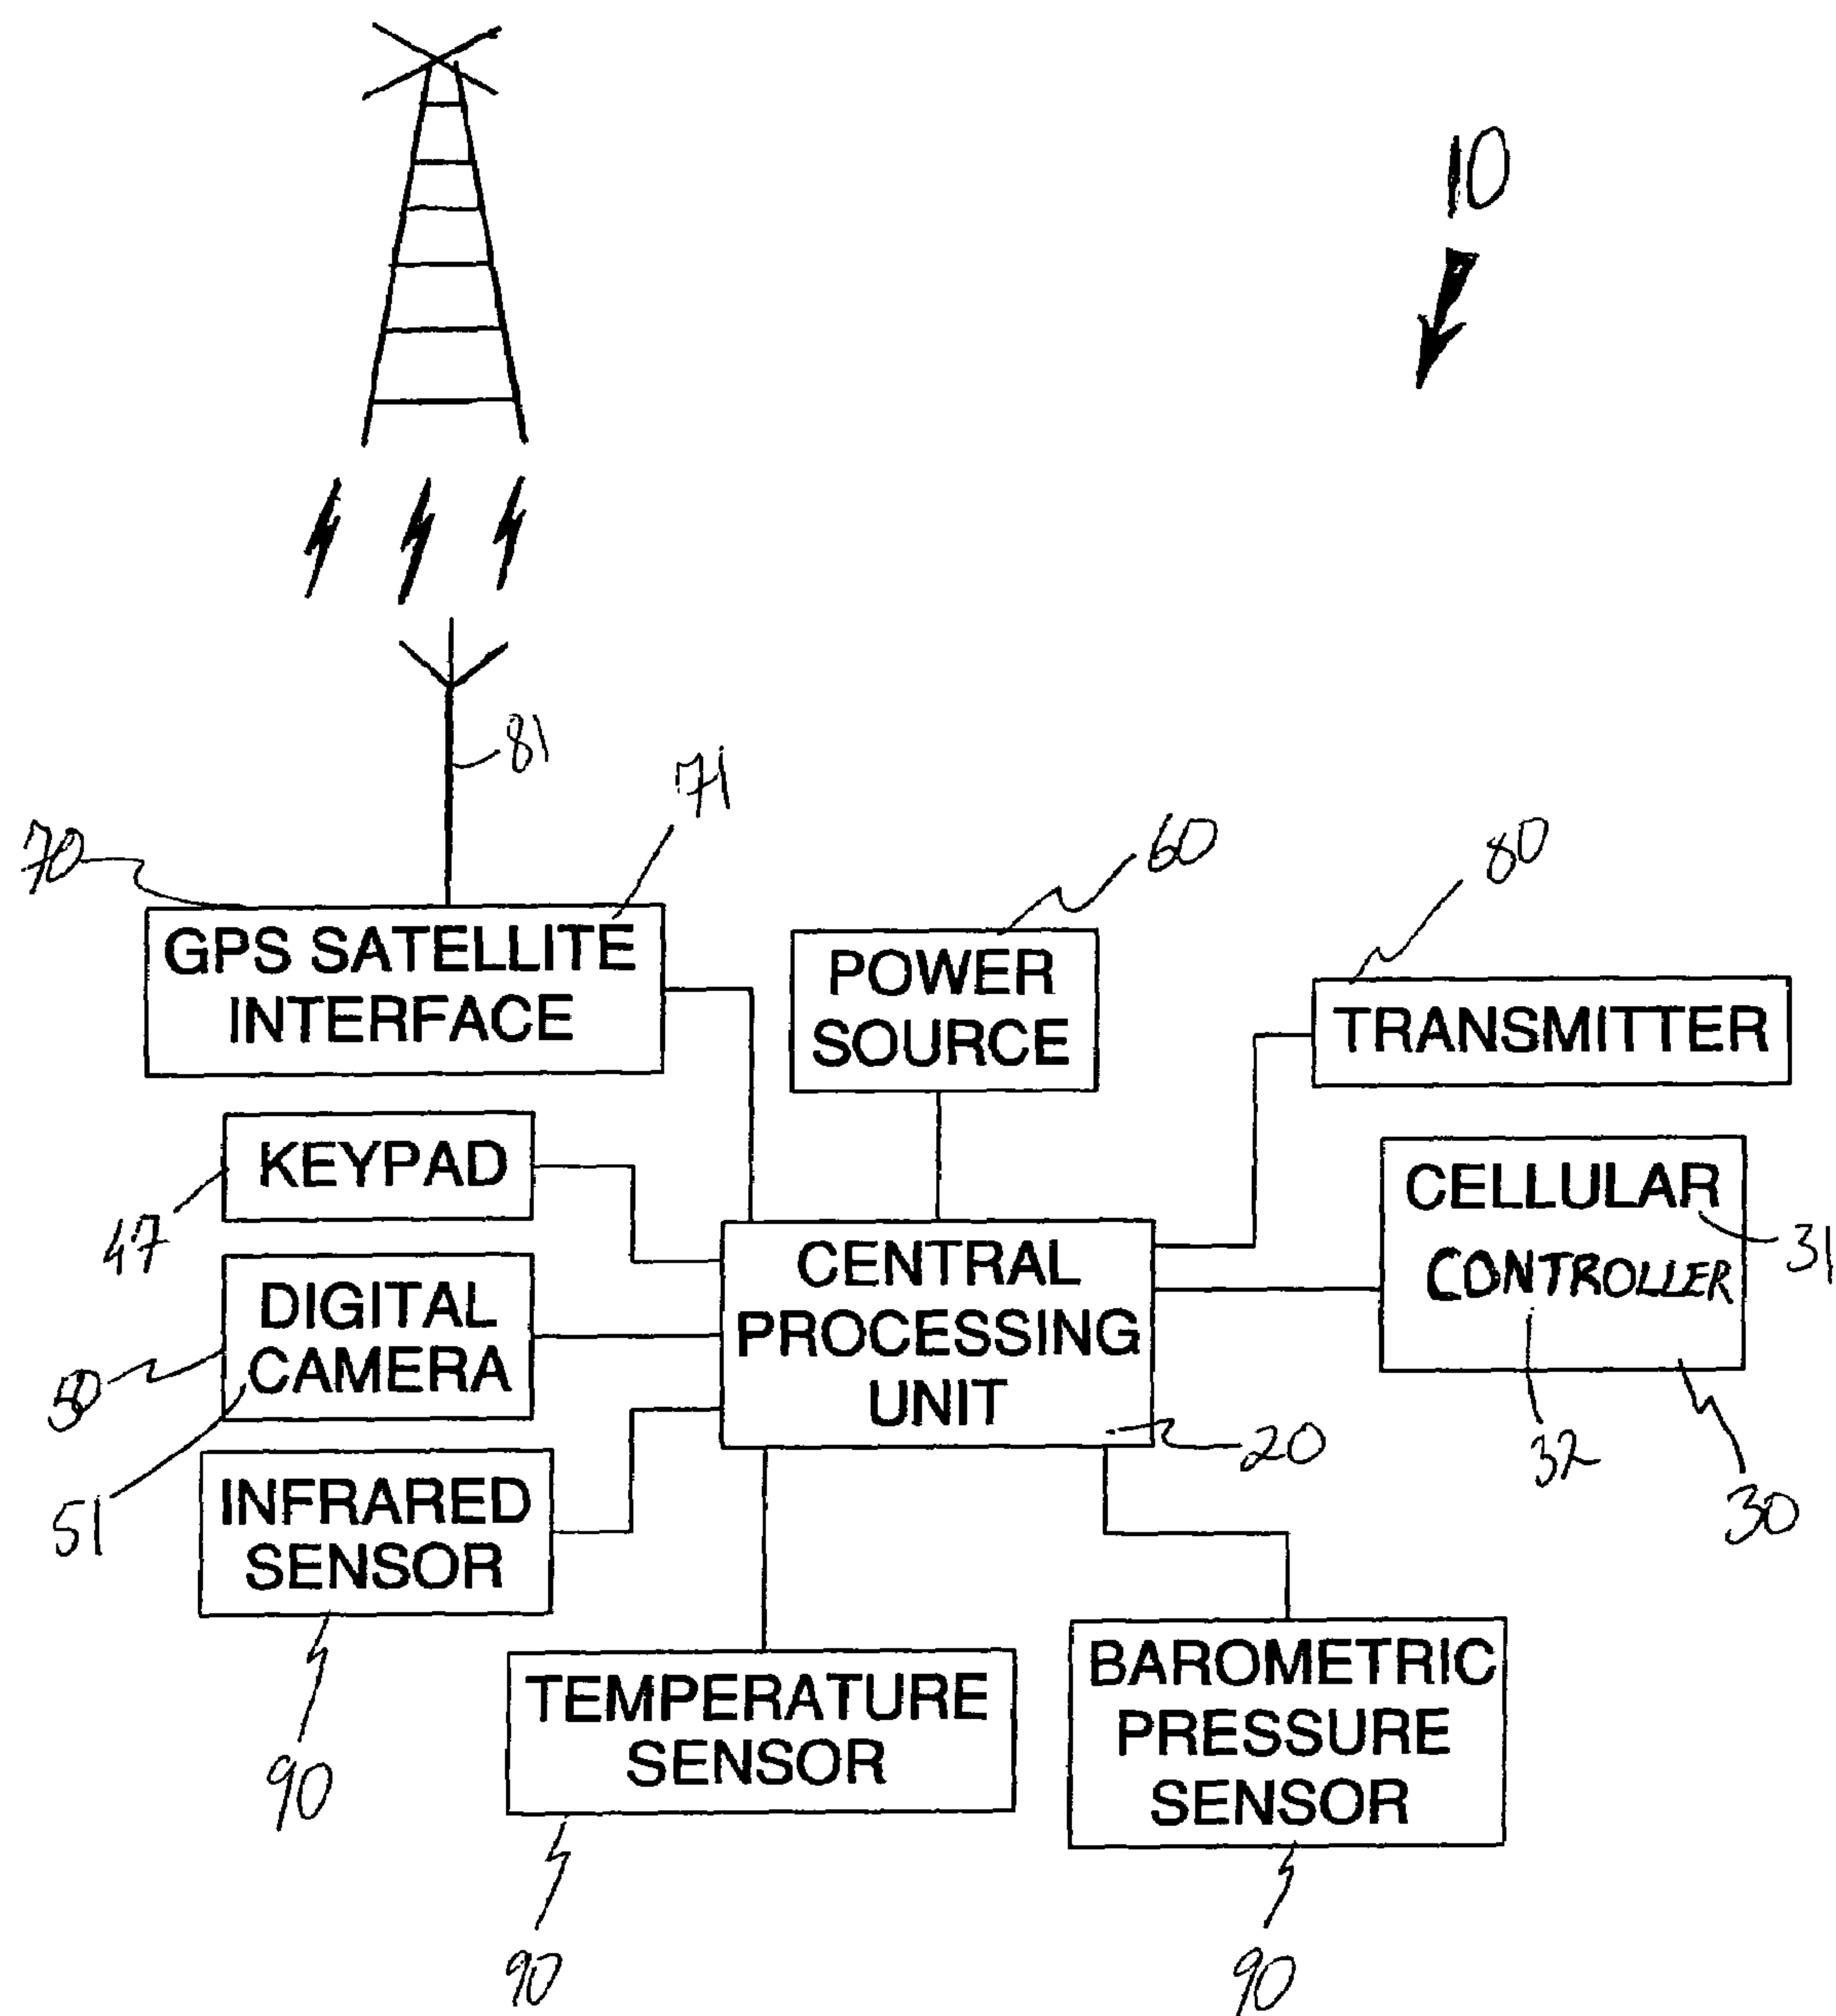 10
81
71
70
60
80
GPS SATELLITE
INTERFACE
POWER
SOURCE
TRANSMITTER
KEYPAD
47
CELLULAR
CONTROLLER
31
32
30
DIGITAL
CAMERA
50
51
CENTRAL
PROCESSING
UNIT
20
INFRARED
SENSOR
90
TEMPERATURE
SENSOR
90
BAROMETRIC
PRESSURE
SENSOR
90